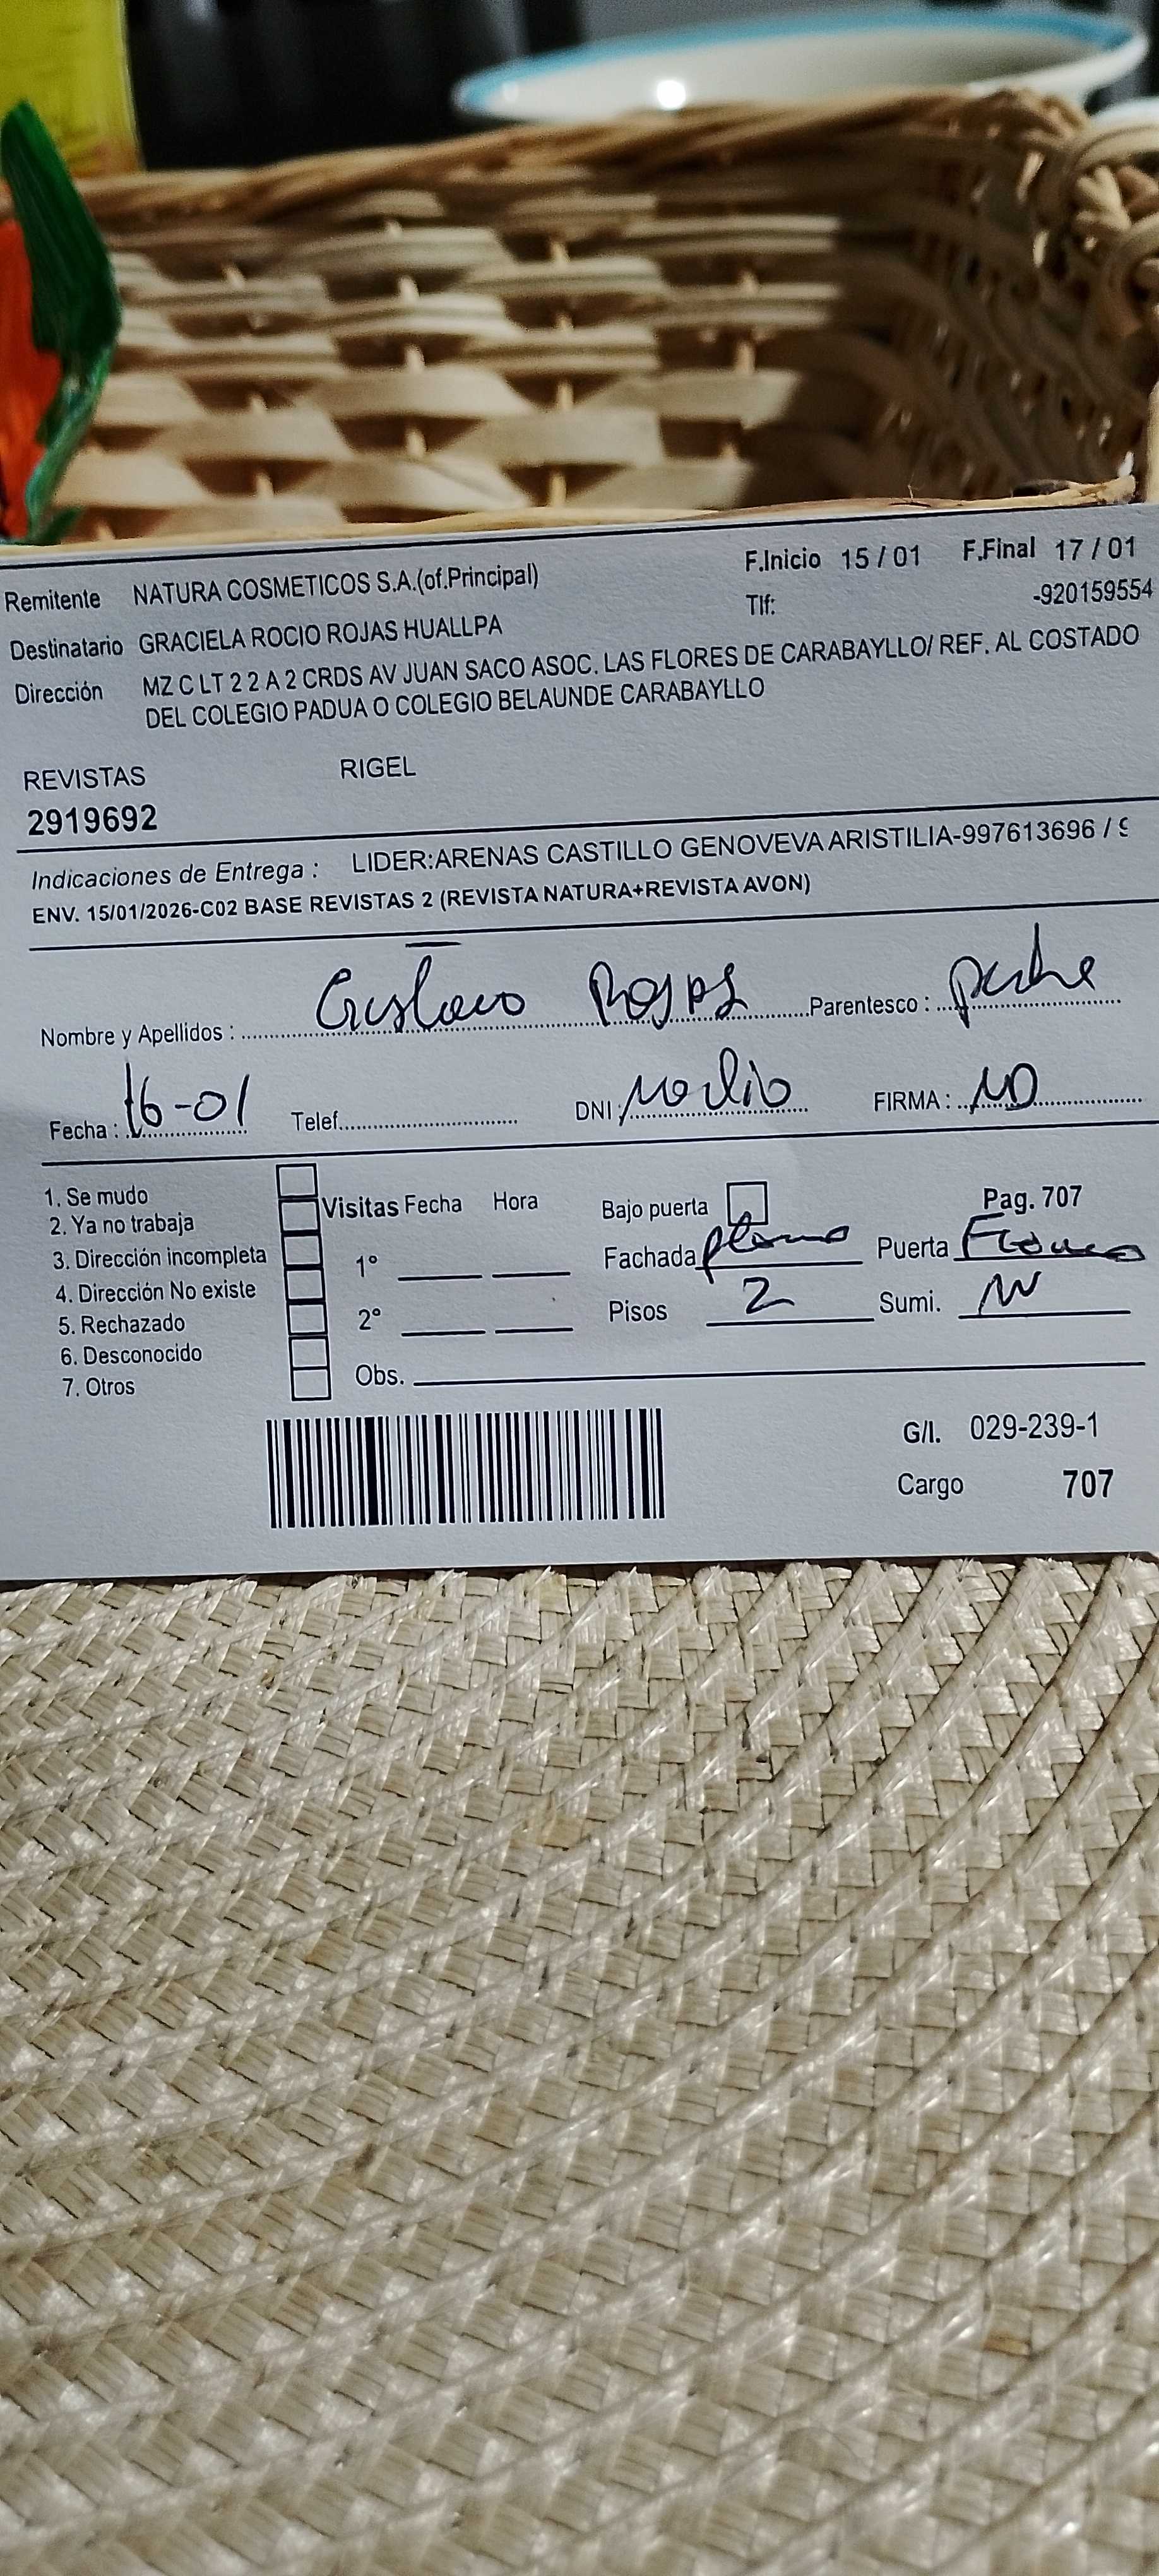 Remitente NATURA COSMETICOS S.A.(of.Principal) F.Inicio 15 / 01 F.Final 17 / 01
Destinatario GRACIELA ROCIO ROJAS HUALLPA Tlf: -920159554
Dirección MZ C LT 2 2 A 2 CRDS AV JUAN SACO ASOC. LAS FLORES DE CARABAYLLO/ REF. AL COSTADO
DEL COLEGIO PADUA O COLEGIO BELAUNDE CARABAYLLO
REVISTAS RIGEL
2919692
Indicaciones de Entrega : LIDER:ARENAS CASTILLO GENOVEVA ARISTILIA-997613696 / 9
ENV. 15/01/2026-C02 BASE REVISTAS 2 (REVISTA NATURA+REVISTA AVON)
Nombre y Apellidos : Gustavo Rojas Parentesco : padre
Fecha : 16-01 Telef. DNI : No dio FIRMA : NO
1. Se mudo
2. Ya no trabaja
3. Dirección incompleta
4. Dirección No existe
5. Rechazado
6. Desconocido
7. Otros
Visitas Fecha Hora
1°
2°
Obs.
Bajo puerta Pag. 707
Fachada Puerta
Pisos 2 Sumi.
G/I. 029-239-1
Cargo 707